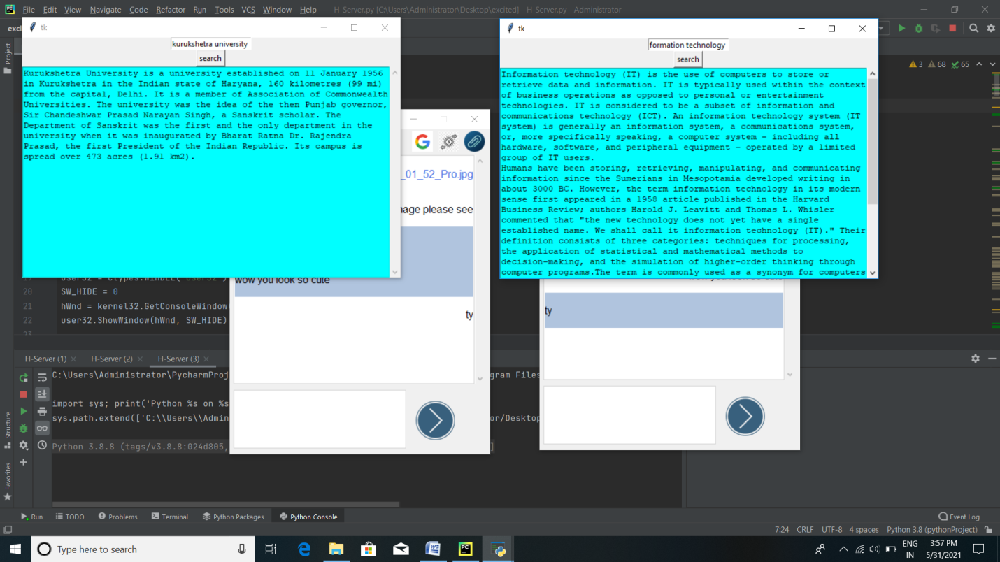 File Edit View Navigate Code Refactor Run Tools VCS Window Help H-Server.py [C:\Users\Administrator\Desktop\excited] - H-Server.py - Administrator
tk
kurukshetra university
search
Kurukshetra University is a university established on 11 January 1956
in Kurukshetra in the Indian state of Haryana, 160 kilometres (99 mi)
from the capital, Delhi. It is a member of Association of Commonwealth
Universities. The university was the idea of the then Punjab governor,
Sir Chandeshwar Prasad Narayan Singh, a Sanskrit scholar. The
Department of Sanskrit was the first and the only department in the
university when it was inaugurated by Bharat Ratna Dr. Rajendra
Prasad, the first President of the Indian Republic. Its campus is
spread over 473 acres (1.91 km2).
tk
formation technology
search
Information technology (IT) is the use of computers to store or
retrieve data and information. IT is typically used within the context
of business operations as opposed to personal or entertainment
technologies. IT is considered to be a subset of information and
communications technology (ICT). An information technology system (IT
system) is generally an information system, a communications system,
or, more specifically speaking, a computer system – including all
hardware, software, and peripheral equipment – operated by a limited
group of IT users.
Humans have been storing, retrieving, manipulating, and communicating
information since the Sumerians in Mesopotamia developed writing in
about 3000 BC. However, the term information technology in its modern
sense first appeared in a 1958 article published in the Harvard
Business Review; authors Harold J. Leavitt and Thomas L. Whisler
commented that "the new technology does not yet have a single
established name. We shall call it information technology (IT)." Their
definition consists of three categories: techniques for processing,
the application of statistical and mathematical methods to
decision-making, and the simulation of higher-order thinking through
computer programs.The term is commonly used as a synonym for computers
3 68 65
Project
_01_52_Pro.jpg
please see
wow you look so cute
ty
ty
20 SW_HIDE = 0
21 hWnd = kernel32.GetConsoleWindow
22 user32.ShowWindow(hWnd, SW_HIDE)
H-Server (1) H-Server (2) H-Server (3)
C:\Users\Administrator\PycharmProj gram Files
import sys; print('Python %s on %s
sys.path.extend(['C:\\Users\\Admin or/Desktop
Python 3.8.8 (tags/v3.8.8:024d805,
Structure
Favorites
Run TODO Problems Terminal Python Packages Python Console Event Log
7:24 CRLF UTF-8 4 spaces Python 3.8 (pythonProject)
Type here to search
ENG
IN
3:57 PM
5/31/2021